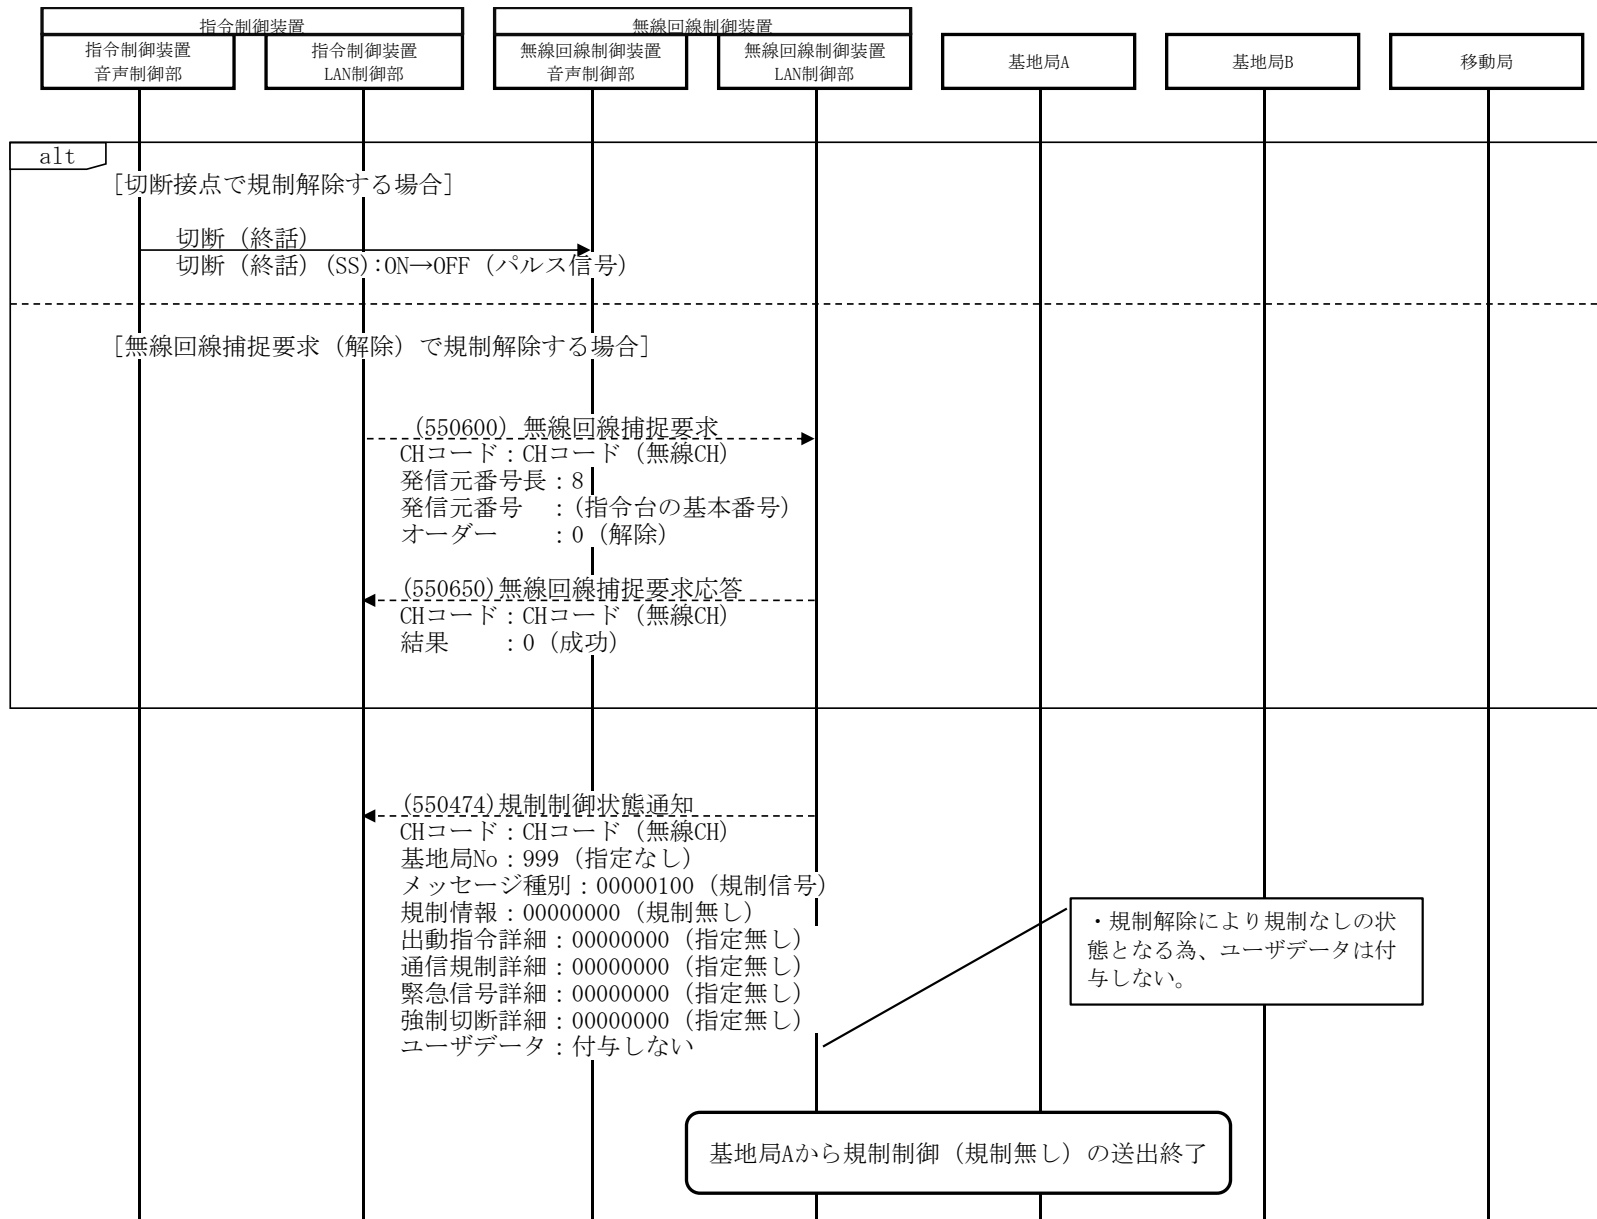 指令制御装置
無線回線制御装置
指令制御装置
音声制御部
指令制御装置
LAN制御部
無線回線制御装置
音声制御部
無線回線制御装置
LAN制御部
基地局A
基地局B
移動局
alt
[切断接点で規制解除する場合]
切断（終話）
切断（終話）(SS):ON→OFF（パルス信号）
[無線回線捕捉要求（解除）で規制解除する場合]
(550600) 無線回線捕捉要求
CHコード：CHコード（無線CH）
発信元番号長：8
発信元番号　：(指令台の基本番号)
オーダー　　：0（解除）
(550650)無線回線捕捉要求応答
CHコード：CHコード（無線CH）
結果　　：0（成功）
(550474)規制制御状態通知
CHコード：CHコード（無線CH）
基地局No：999（指定なし）
メッセージ種別：00000100（規制信号）
規制情報：00000000（規制無し）
出動指令詳細：00000000（指定無し）
通信規制詳細：00000000（指定無し）
緊急信号詳細：00000000（指定無し）
強制切断詳細：00000000（指定無し）
ユーザデータ：付与しない
・規制解除により規制なしの状
態となる為、ユーザデータは付
与しない。
基地局Aから規制制御（規制無し）の送出終了